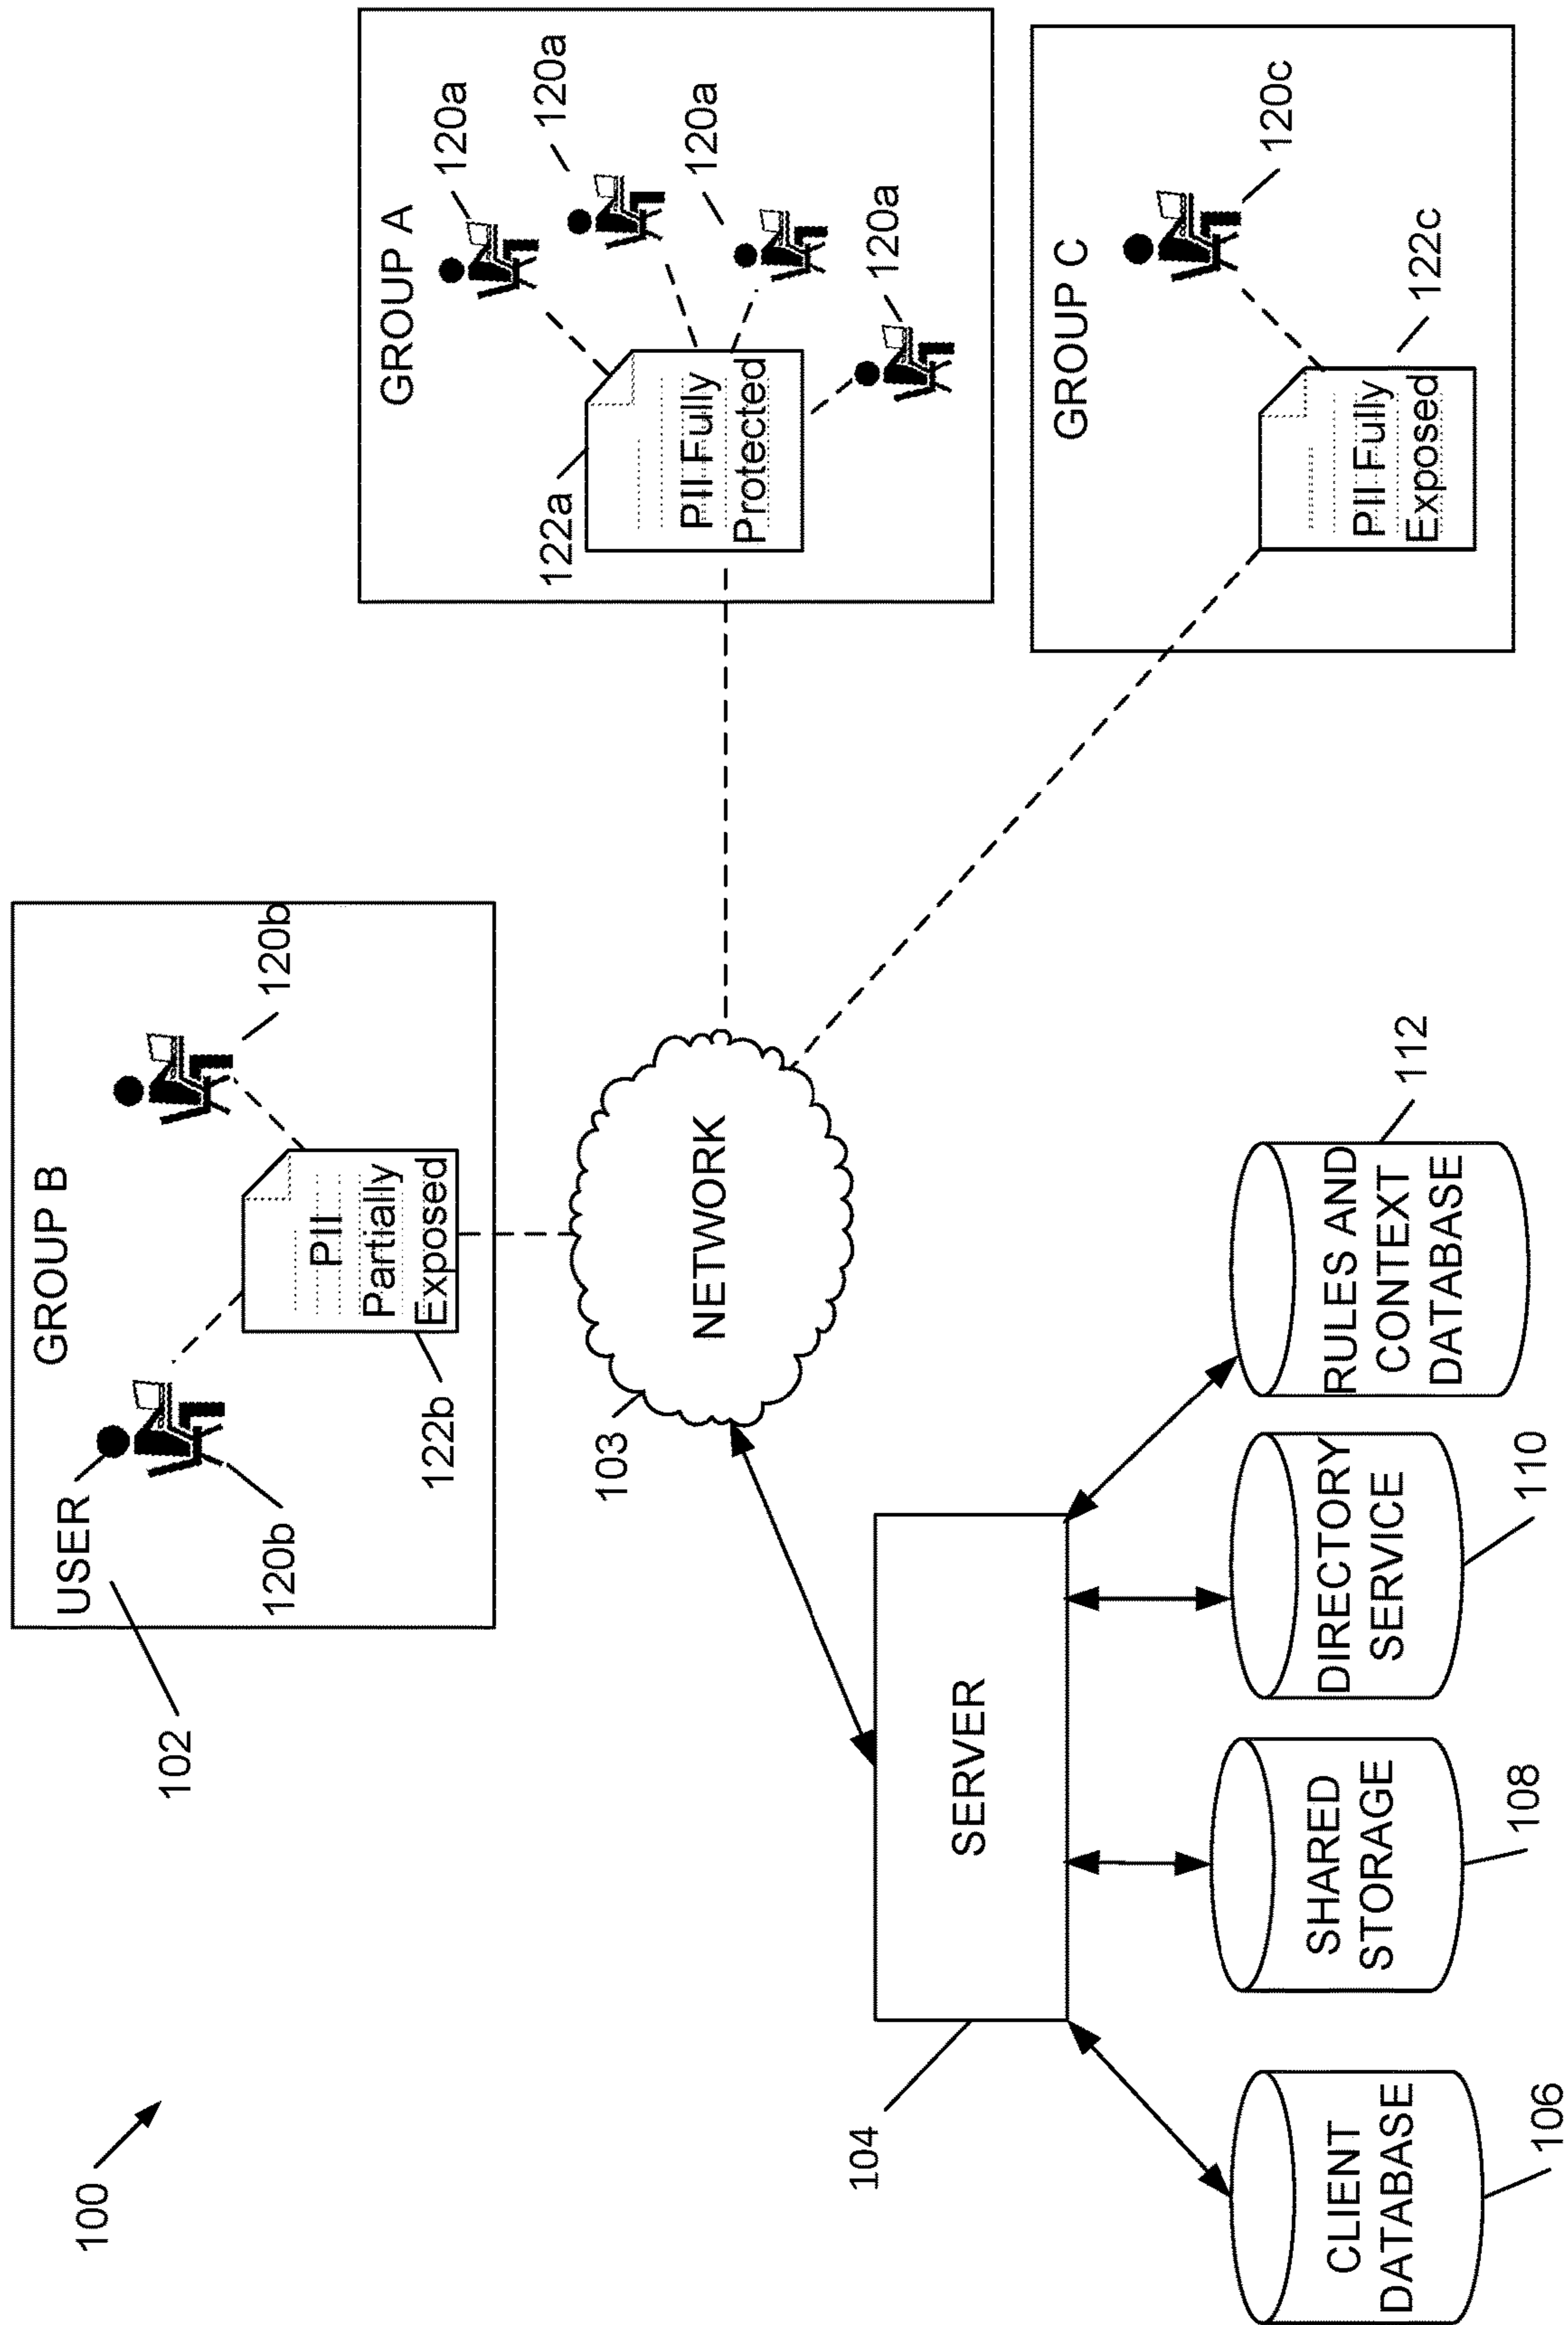 100
GROUP B
USER
102
120b
120b
PII
Partially
Exposed
122b
GROUP A
120a
120a
120a
120a
122a
PII Fully
Protected
GROUP C
120c
PII Fully
Exposed
122c
NETWORK
103
SERVER
104
CLIENT
DATABASE
106
SHARED
STORAGE
108
DIRECTORY
SERVICE
110
RULES AND
CONTEXT
DATABASE
112